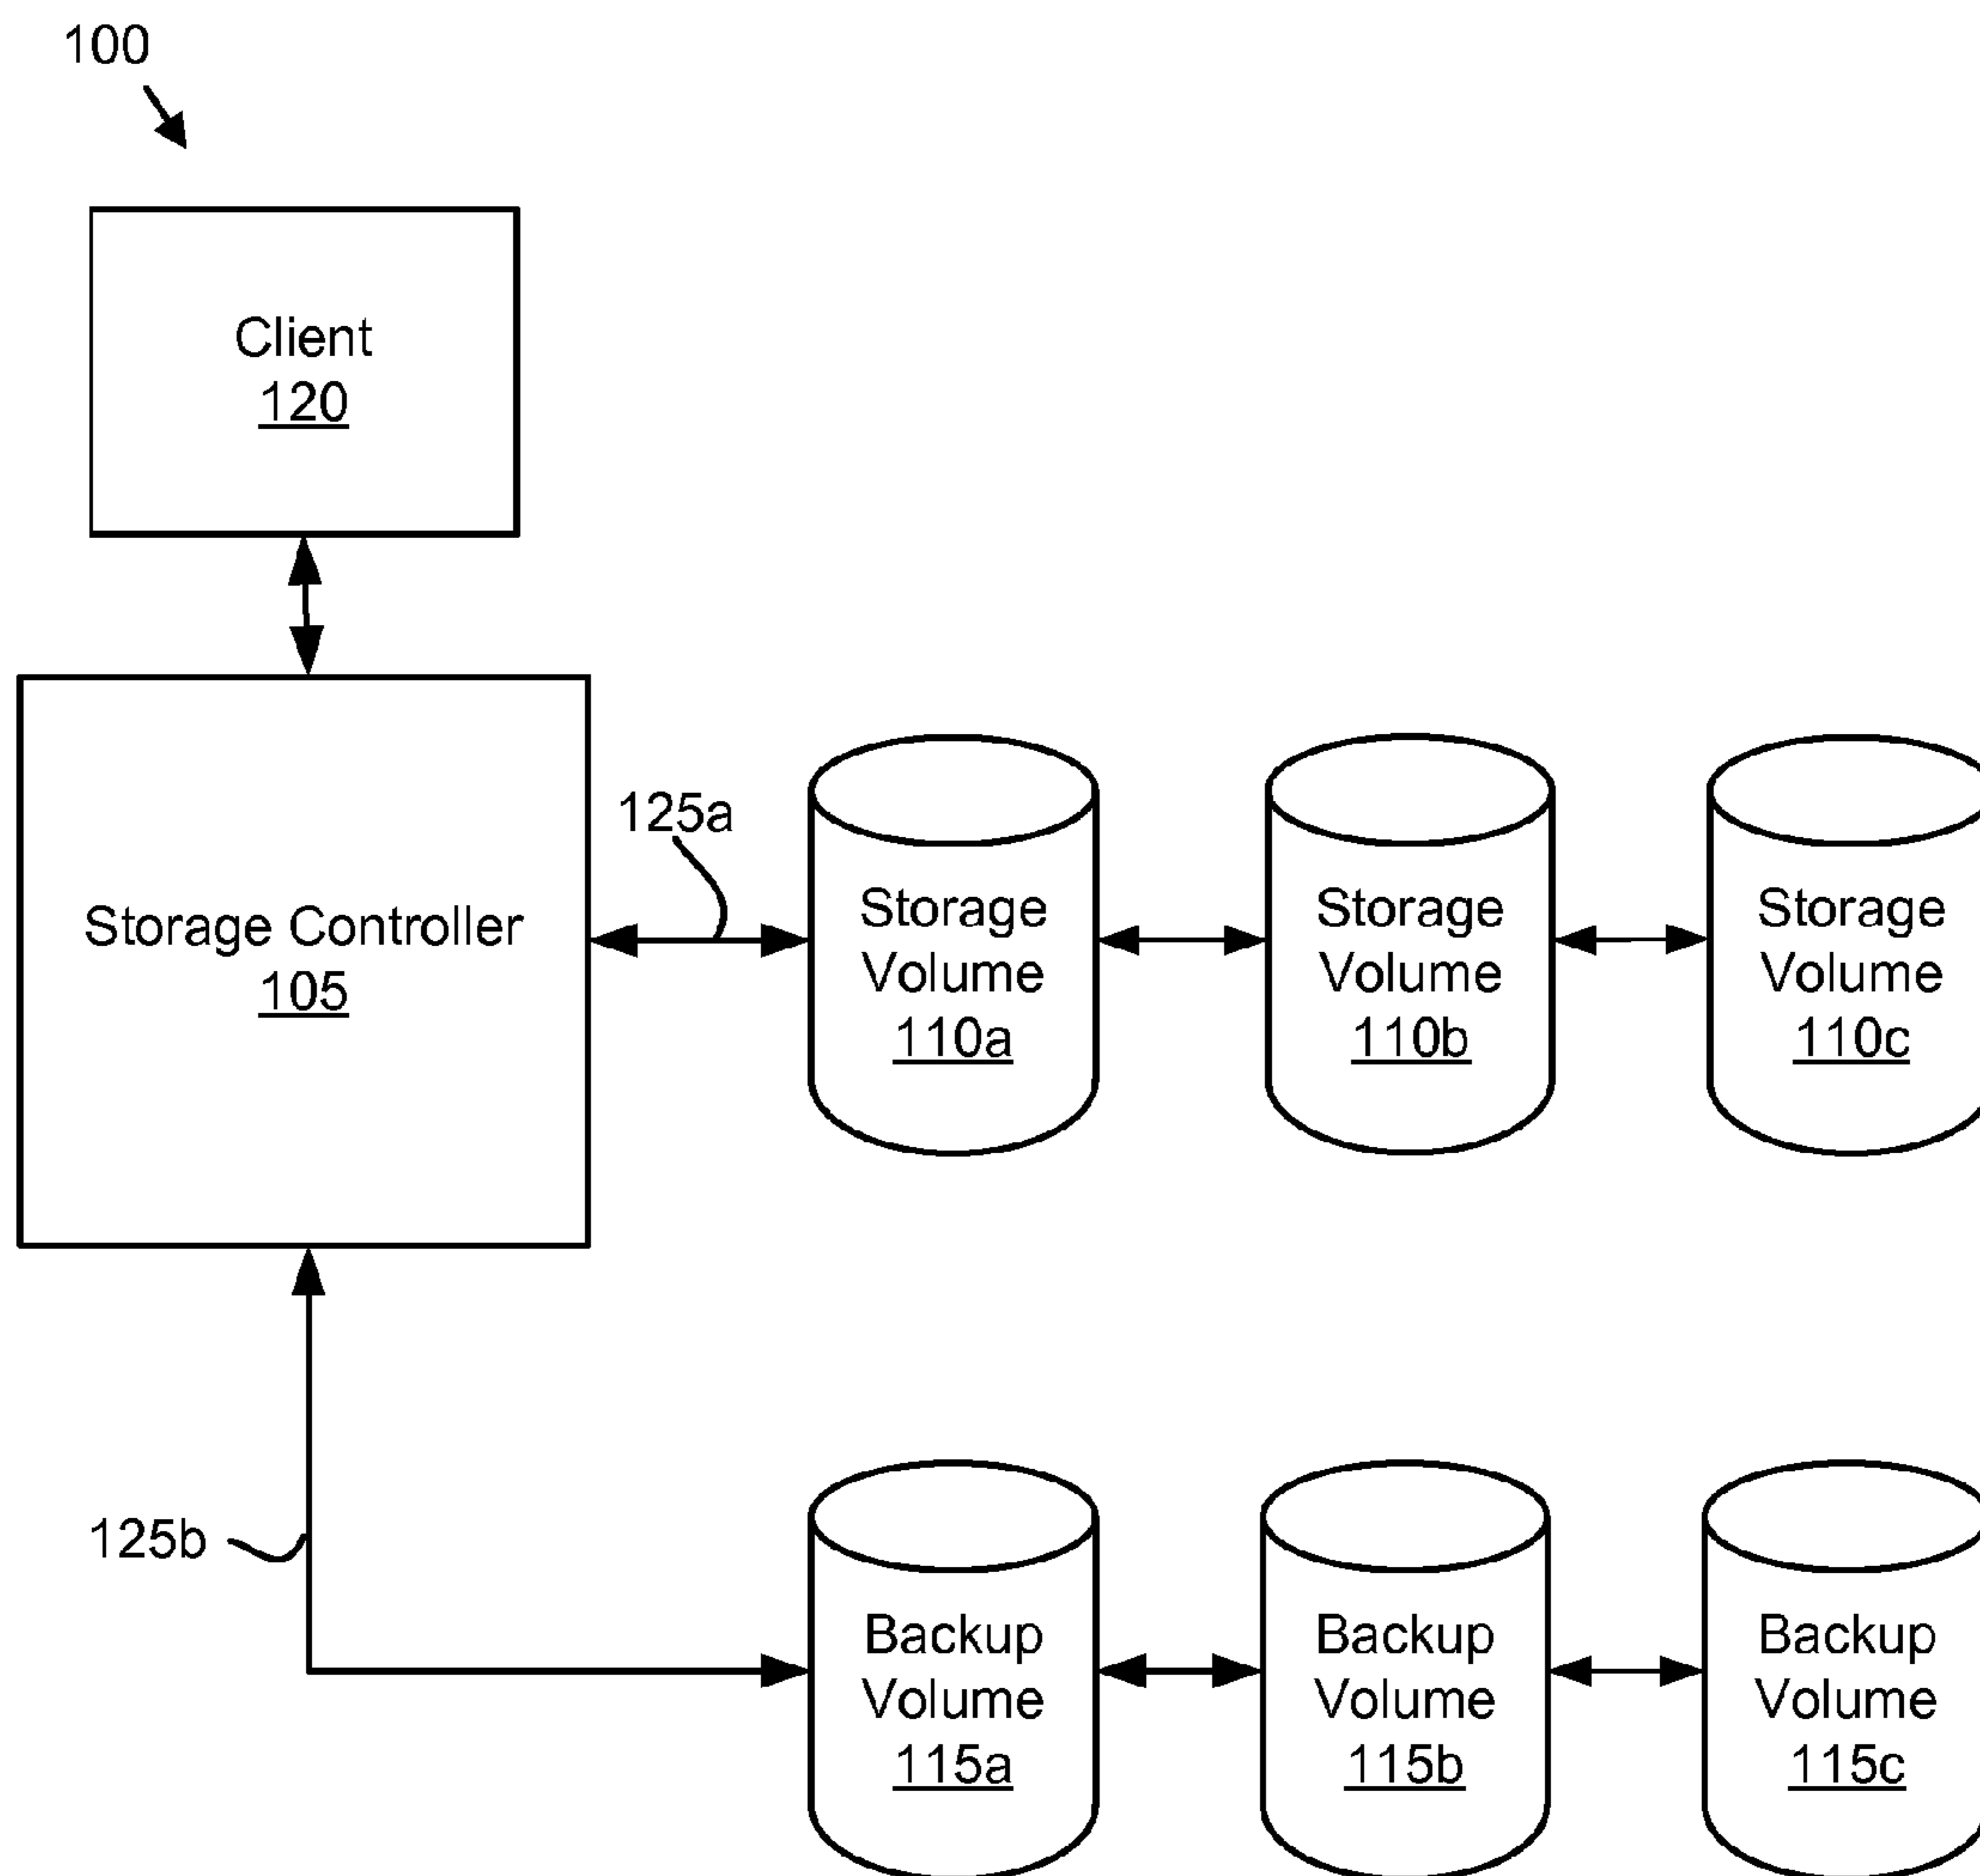 100
Client
120
125a
Storage Controller
105
Storage
Volume
110a
Storage
Volume
110b
Storage
Volume
110c
125b
Backup
Volume
115a
Backup
Volume
115b
Backup
Volume
115c